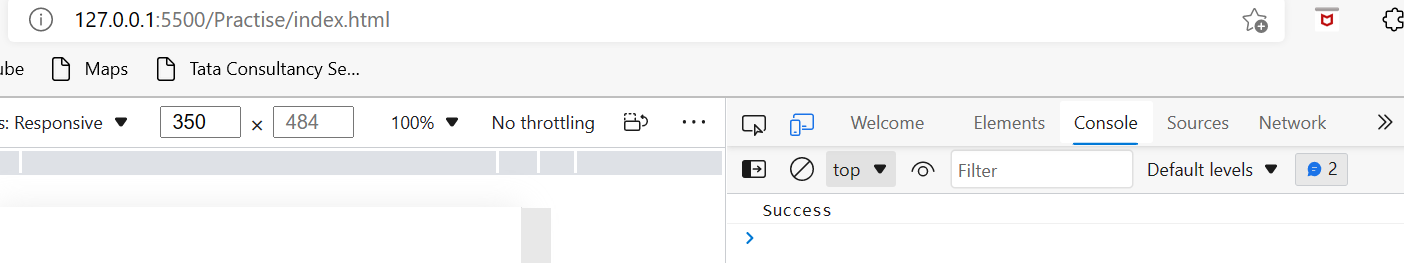 127.0.0.1:5500/Practise/index.html
ube Maps Tata Consultancy Se...
s: Responsive 350 × 484 100% No throttling ...
Welcome Elements Console Sources Network
top Filter Default levels 2
Success